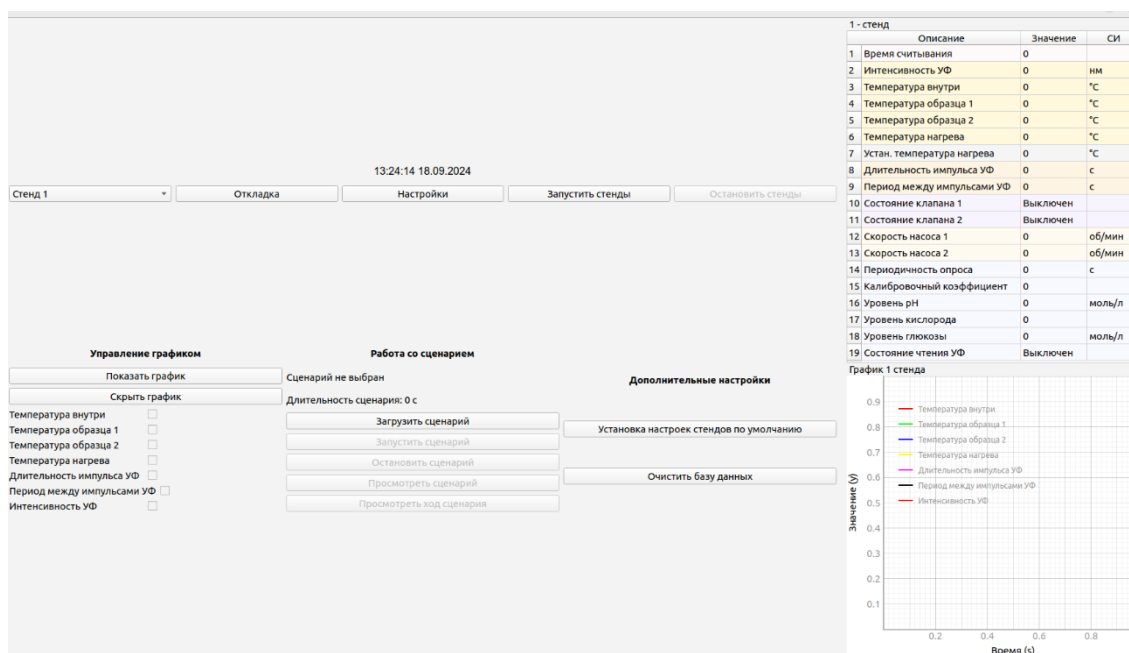 13:24:14 18.09.2024
Стенд 1 Откладка Настройки Запустить стенды Остановить стенды
Управление графиком
Показать график
Скрыть график
Температура внутри
Температура образца 1
Температура образца 2
Температура нагрева
Длительность импульса УФ
Период между импульсами УФ
Интенсивность УФ
Работа со сценарием
Сценарий не выбран
Длительность сценария: 0 с
Загрузить сценарий
Запустить сценарий
Остановить сценарий
Просмотреть сценарий
Просмотреть ход сценария
Дополнительные настройки
Установка настроек стендов по умолчанию
Очистить базу данных
1 - стенд
Описание Значение СИ
1 Время считывания 0
2 Интенсивность УФ 0 нм
3 Температура внутри 0 °C
4 Температура образца 1 0 °C
5 Температура образца 2 0 °C
6 Температура нагрева 0 °C
7 Устан. температура нагрева 0 °C
8 Длительность импульса УФ 0 с
9 Период между импульсами УФ 0 с
10 Состояние клапана 1 Выключен
11 Состояние клапана 2 Выключен
12 Скорость насоса 1 0 об/мин
13 Скорость насоса 2 0 об/мин
14 Периодичность опроса 0 с
15 Калибровочный коэффициент 0
16 Уровень pH 0 моль/л
17 Уровень кислорода 0
18 Уровень глюкозы 0 моль/л
19 Состояние чтения УФ Выключен
График 1 стенда
Значение (y)
0.9
0.8
0.7
0.6
0.5
0.4
0.3
0.2
0.1
Температура внутри
Температура образца 1
Температура образца 2
Температура нагрева
Длительность импульса УФ
Период между импульсами УФ
Интенсивность УФ
0.2 0.4 0.6 0.8
Время (s)